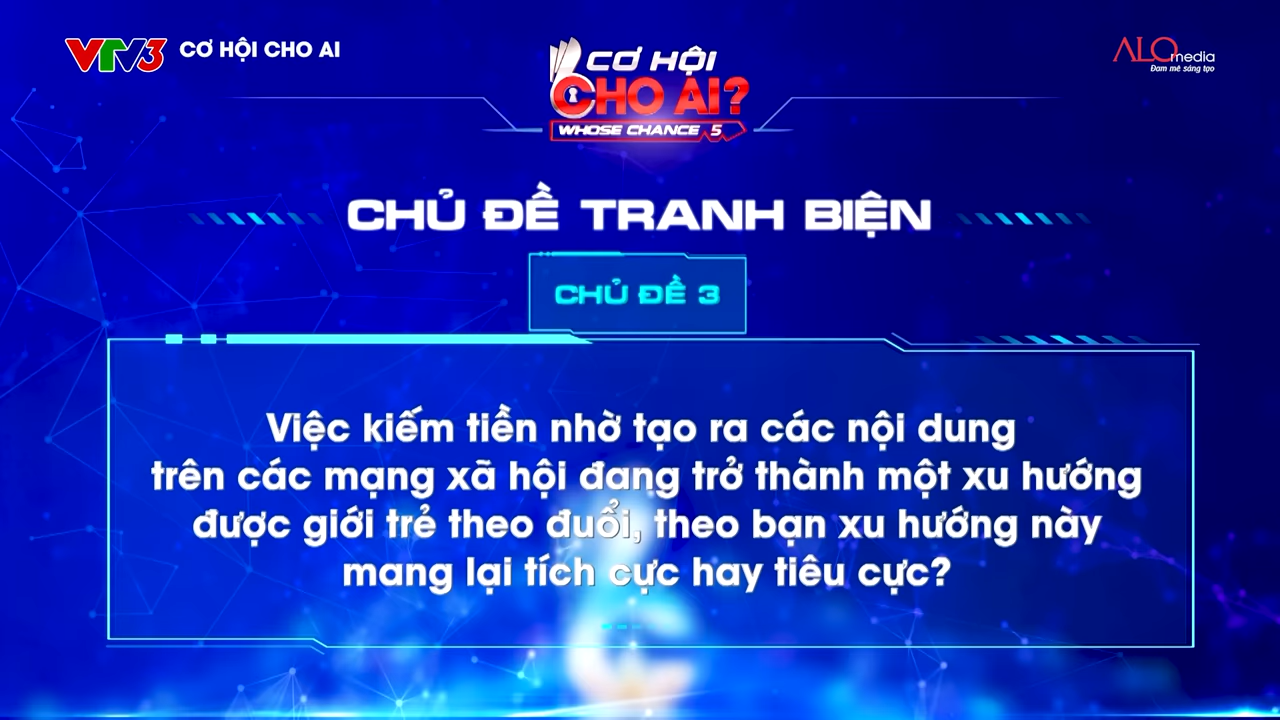 VTV3 CƠ HỘI CHO AI
CƠ HỘI
CHO AI?
WHOSE CHANCE 5
ALOmedia
Đam mê sáng tạo
CHỦ ĐỀ TRANH BIỆN
CHỦ ĐỀ 3
Việc kiếm tiền nhờ tạo ra các nội dung
trên các mạng xã hội đang trở thành một xu hướng
được giới trẻ theo đuổi, theo bạn xu hướng này
mang lại tích cực hay tiêu cực?